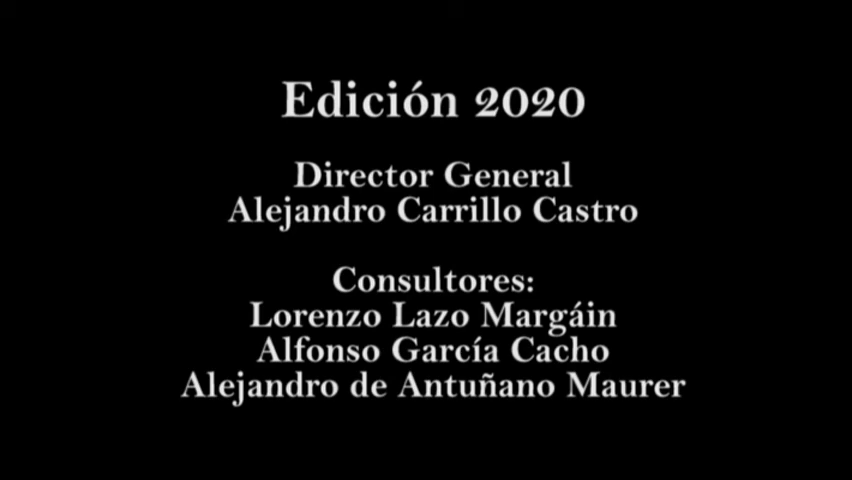 Edición 2020
Director General
Alejandro Carrillo Castro
Consultores:
Lorenzo Lazo Margáin
Alfonso García Cacho
Alejandro de Antuñano Maurer